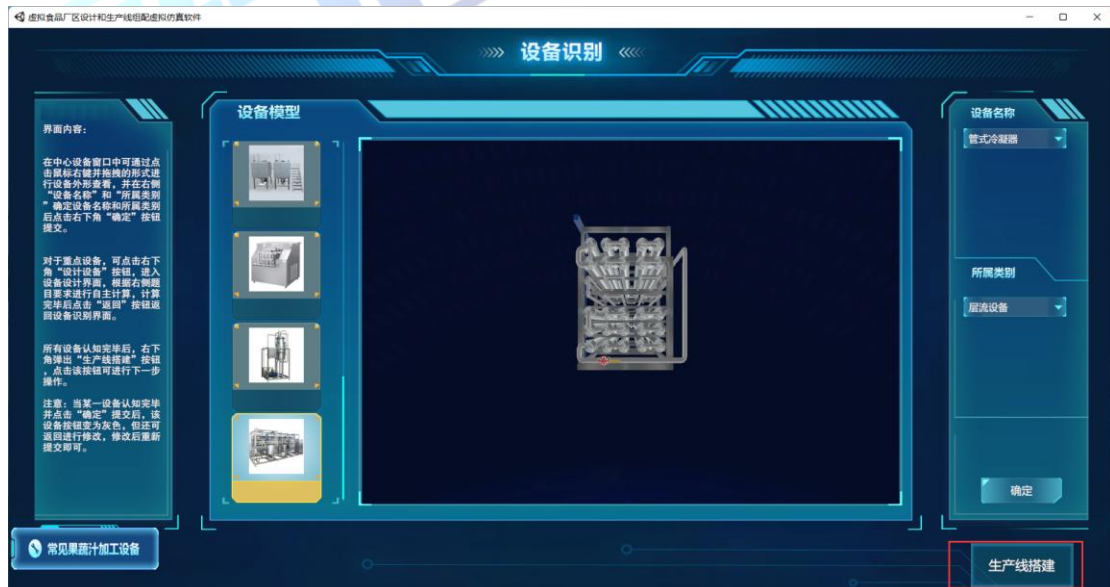 虚拟食品厂区设计和生产线组配虚拟仿真软件
设备识别
界面内容：
在中心设备窗口中可通过点
击鼠标右键并拖拽的形式进
行设备外形查看，并在右侧
“设备名称”和“所属类别
”确定设备名称和所属类别
后点击右下角“确定”按钮
提交。
对于重点设备，可点击右下
角“设计设备”按钮，进入
设备设计界面，根据右侧题
目要求进行自主计算，计算
完毕后点击“返回”按钮返
回设备识别界面。
所有设备认知完毕后，右下
角弹出“生产线搭建”按钮
，点击该按钮可进行下一步
操作。
注意：当某一设备认知完毕
并点击“确定”提交后，该
设备按钮变为灰色，但还可
返回进行修改，修改后重新
提交即可。
设备模型
设备名称
管式冷凝器
所属类别
层流设备
确定
常见果蔬汁加工设备
生产线搭建